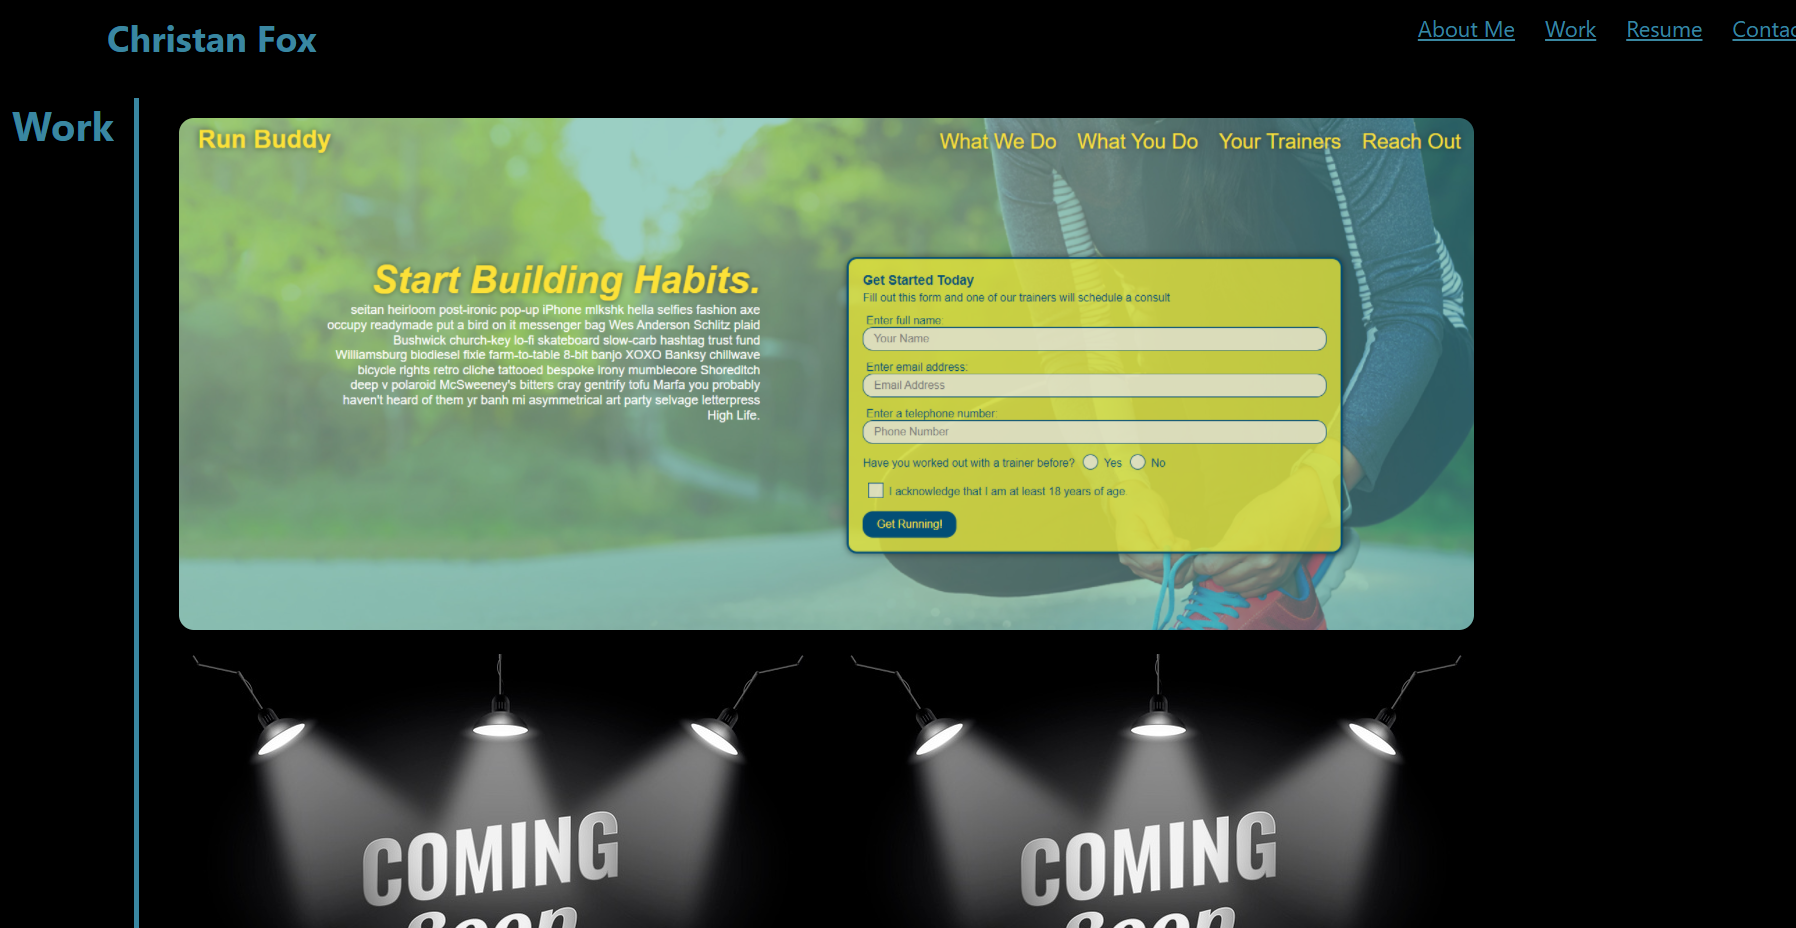 Christan Fox
About Me Work Resume Contac
Work
Run Buddy
What We Do What You Do Your Trainers Reach Out
Start Building Habits.
seitan heirloom post-ironic pop-up iPhone mlkshk hella selfies fashion axe
occupy readymade put a bird on it messenger bag Wes Anderson Schlitz plaid
Bushwick church-key lo-fi skateboard slow-carb hashtag trust fund
Williamsburg biodiesel fixie farm-to-table 8-bit banjo XOXO Banksy chillwave
bicycle rights retro cliche tattooed bespoke irony mumblecore Shoreditch
deep v polaroid McSweeney's bitters cray gentrify tofu Marfa you probably
haven't heard of them yr banh mi asymmetrical art party selvage letterpress
High Life.
Get Started Today
Fill out this form and one of our trainers will schedule a consult
Enter full name:
Your Name
Enter email address:
Email Address
Enter a telephone number:
Phone Number
Have you worked out with a trainer before? Yes No
I acknowledge that I am at least 18 years of age
Get Running!
COMING
Soon
COMING
Soon